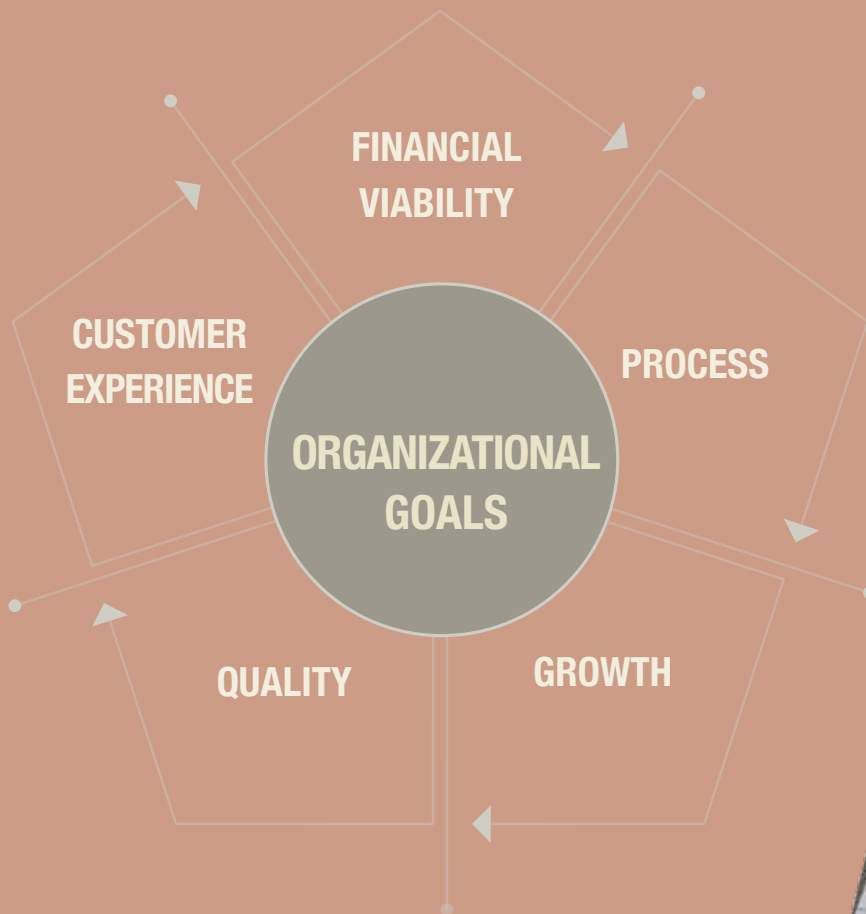 FINANCIAL
VIABILITY
CUSTOMER
EXPERIENCE
PROCESS
ORGANIZATIONAL
GOALS
QUALITY
GROWTH